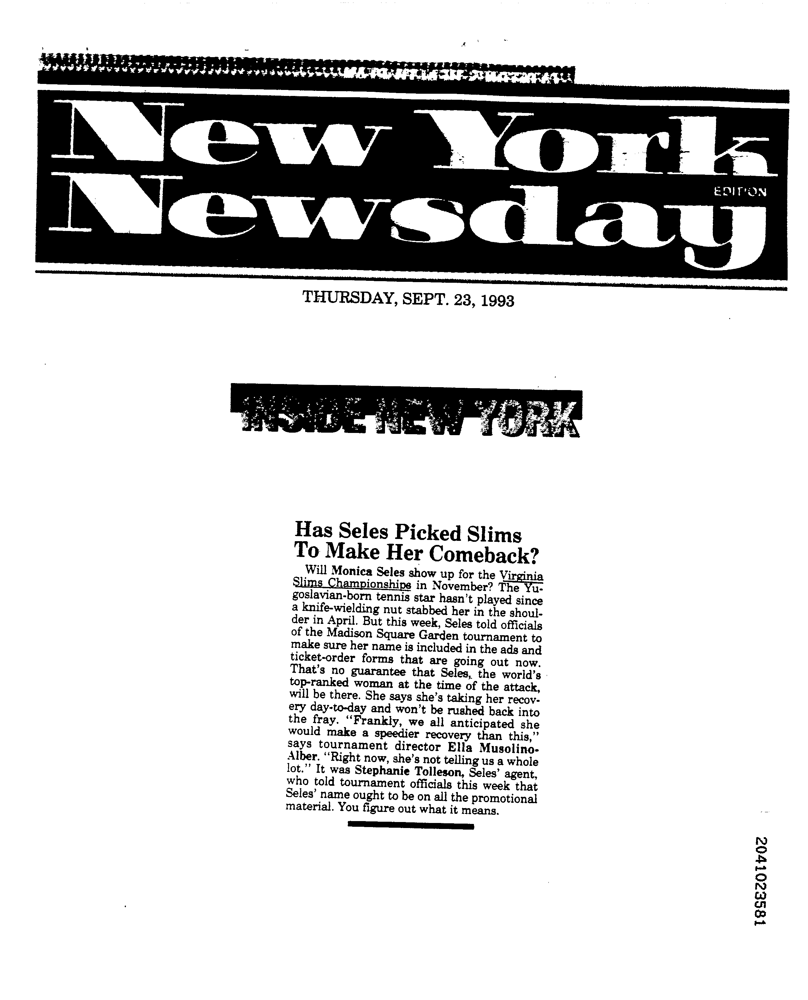 New York
EDITION
Newsday
THURSDAY, SEPT. 23, 1993
INSIDE NEW YORK
Has Seles Picked Slims
To Make Her Comeback?
Will Monica Seles show up for the Virginia
Slims Championships in November? The Yu-
goslavian-born tennis star hasn't played since
a knife-wielding nut stabbed her in the shoul-
der in April. But this week, Seles told officials
of the Madison Square Garden tournament to
make sure her name is included in the ads and
ticket-order forms that are going out now.
That's no guarantee that Seles, the world's
top-ranked woman at the time of the attack,
will be there. She says she's taking her recov-
ery day-to-day and won't be rushed back into
the fray. "Frankly, we all anticipated she
would make a speedier recovery than this,"
says tournament director Ella Musolino-
Alber. "Right now, she's not telling us a whole
lot." It was Stephanie Tolleson, Seles' agent,
who told tournament officials this week that
Seles' name ought to be on all the promotional
material. You figure out what it means.
2041023581